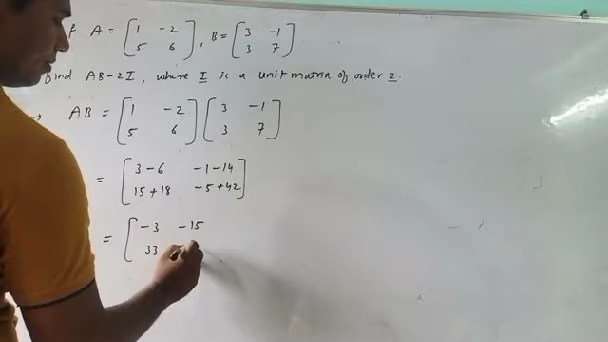 f A = [1 -2 5 6], B = [3 -1 3 7]
find AB-2I, where I is a unit matrix of order 2.
→ AB = [1 -2 5 6] [3 -1 3 7]
= [3-6 -1-14 15+18 -5+42]
= [-3 -15 33